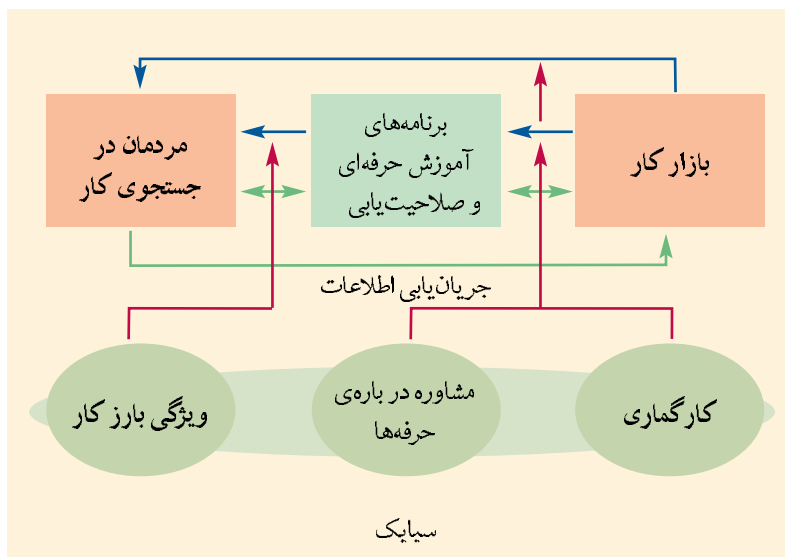 بازار کار
برنامه‌های
آموزش حرفه‌ای
و صلاحیت‌یابی
مردمان در
جستجوی کار
جریان‌یابی اطلاعات
کارگماری
مشاوره در باره‌ی
حرفه‌ها
ویژگی بارز کار
سیایک